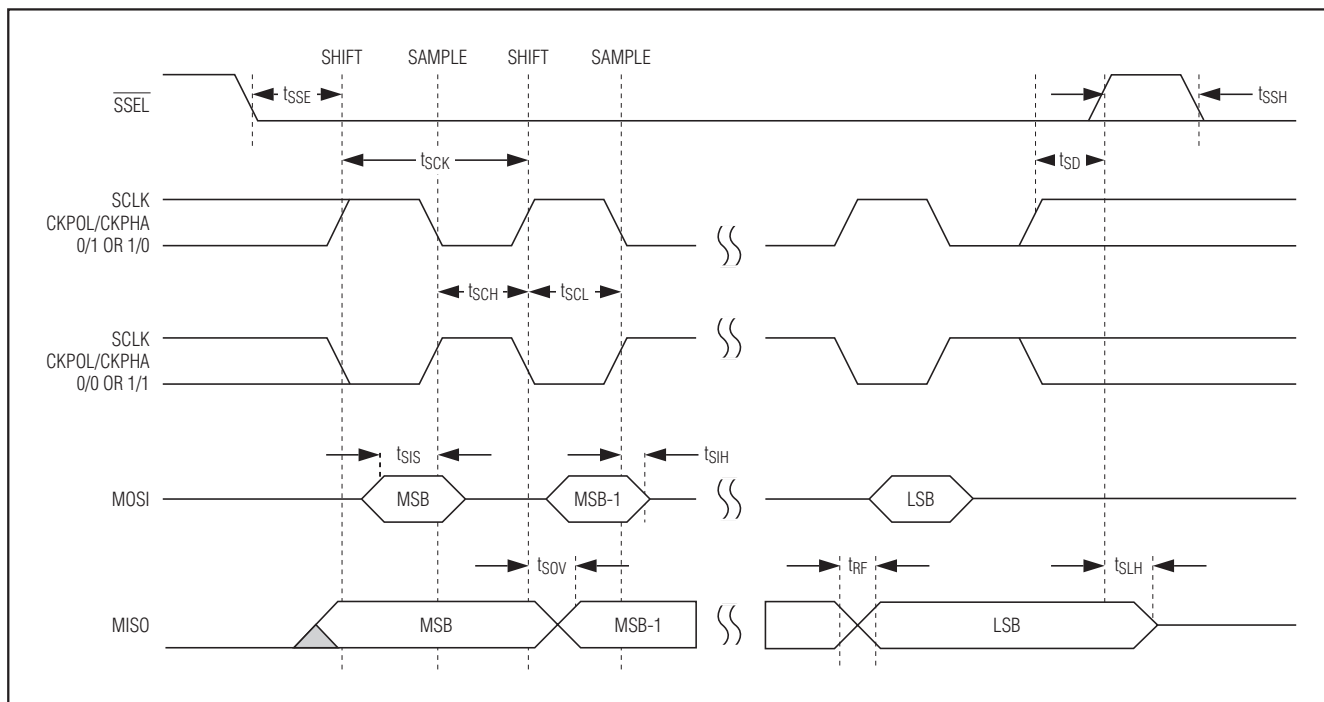 SHIFT SAMPLE SHIFT SAMPLE
SSEL
tSSE
tSSH
tSCK
tSD
SCLK
CKPOL/CKPHA
0/1 OR 1/0
tSCH
tSCL
SCLK
CKPOL/CKPHA
0/0 OR 1/1
tSIS
tSIH
MOSI
MSB
MSB-1
LSB
tSOV
tRF
tSLH
MISO
MSB
MSB-1
LSB